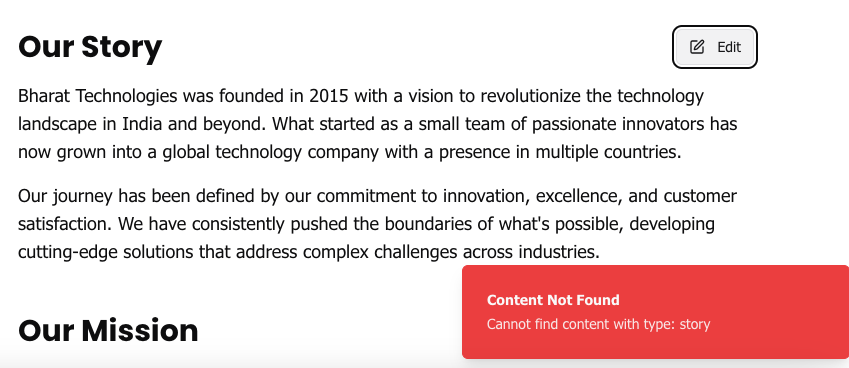 Our Story
Edit
Bharat Technologies was founded in 2015 with a vision to revolutionize the technology
landscape in India and beyond. What started as a small team of passionate innovators has
now grown into a global technology company with a presence in multiple countries.
Our journey has been defined by our commitment to innovation, excellence, and customer
satisfaction. We have consistently pushed the boundaries of what's possible, developing
cutting-edge solutions that address complex challenges across industries.
Content Not Found
Cannot find content with type: story
Our Mission